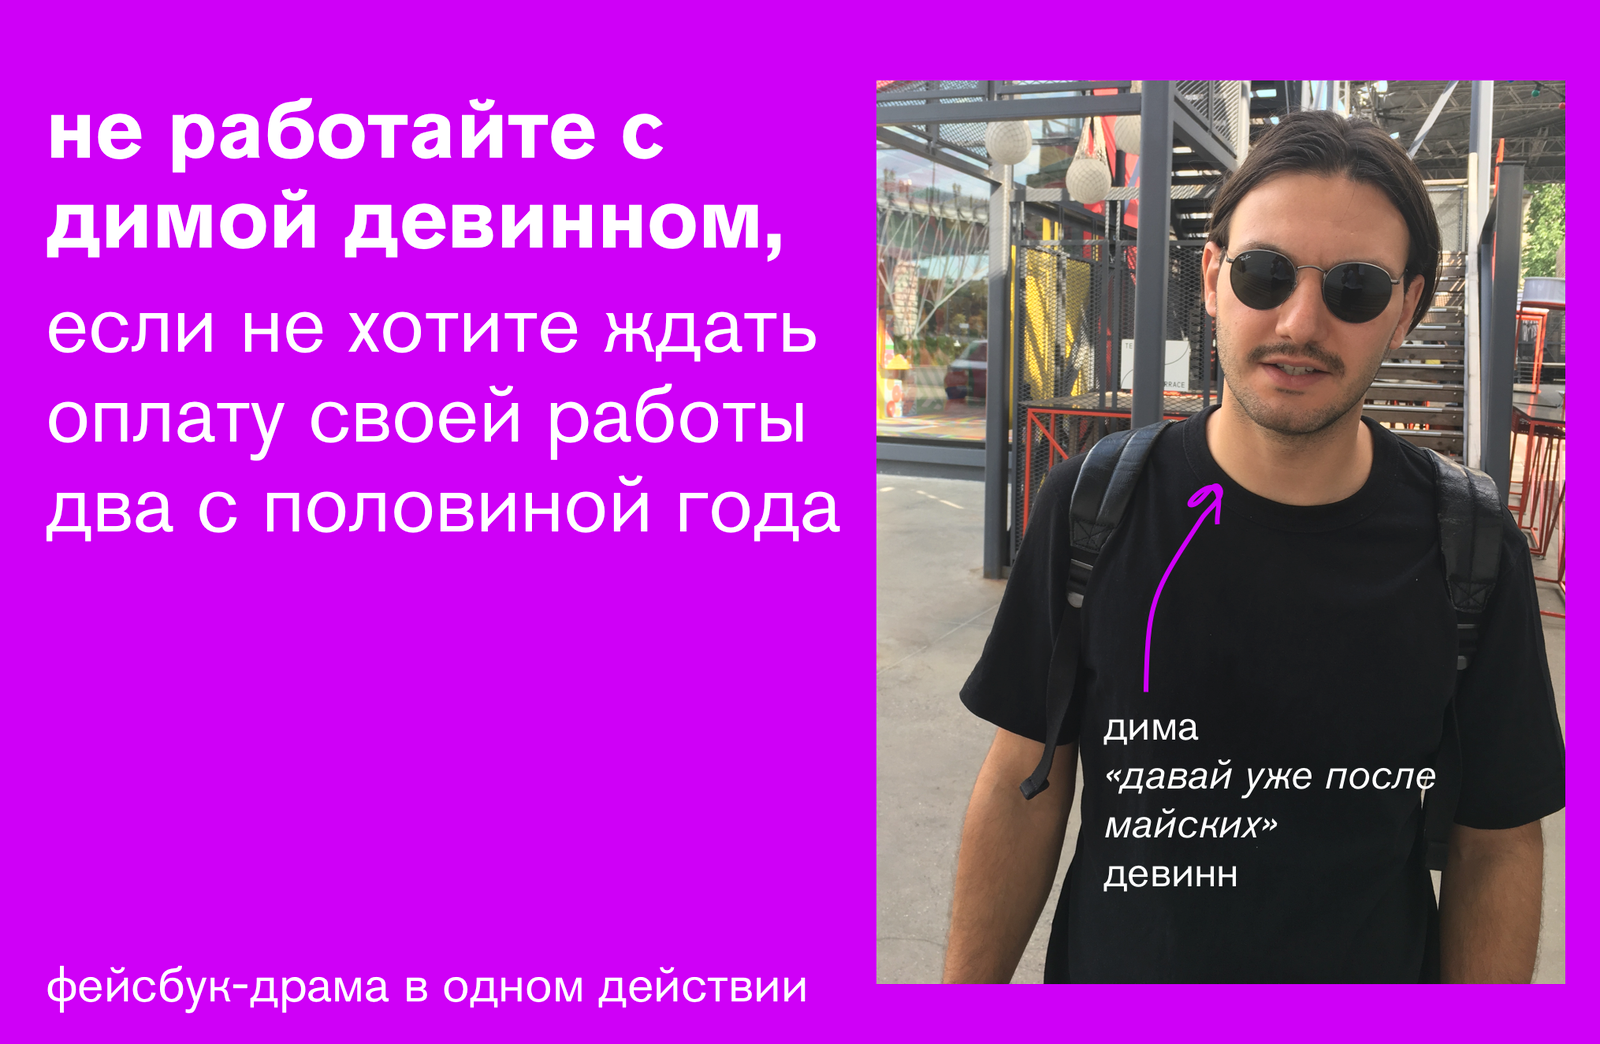 не работайте с
димой девинном,
если не хотите ждать
оплату своей работы
два с половиной года
дима
«давай уже после
майских»
девинн
фейсбук-драма в одном действии